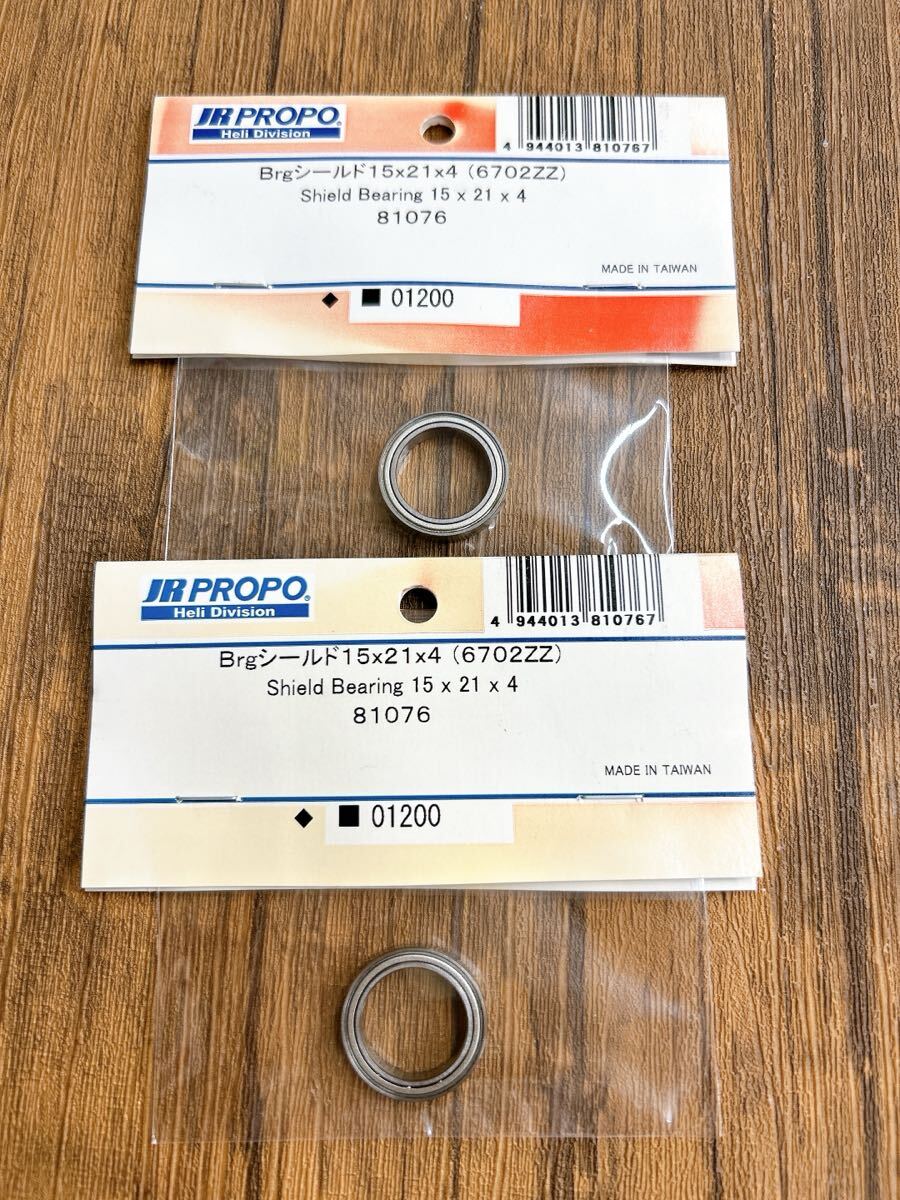 JR PROPO®
Heli Division
4 944013 810767
Brgシールド15x21x4 (6702ZZ)
Shield Bearing 15 x 21 x 4
81076
MADE IN TAIWAN
◆ ■ 01200
JR PROPO®
Heli Division
4 944013 810767
Brgシールド15x21x4 (6702ZZ)
Shield Bearing 15 x 21 x 4
81076
MADE IN TAIWAN
◆ ■ 01200